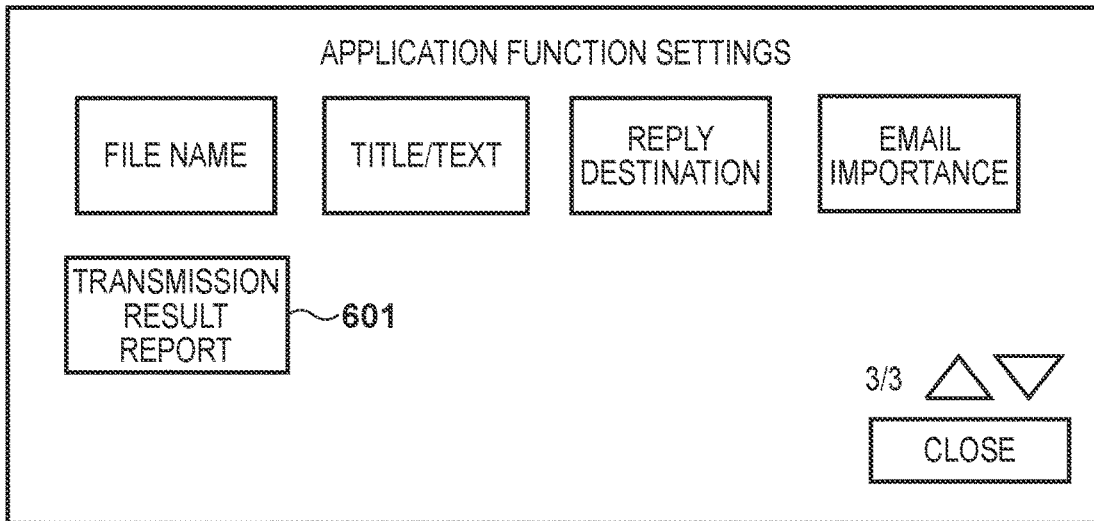 APPLICATION FUNCTION SETTINGS
FILE NAME
TITLE/TEXT
REPLY
DESTINATION
EMAIL
IMPORTANCE
TRANSMISSION
RESULT
REPORT
601
3/3
CLOSE